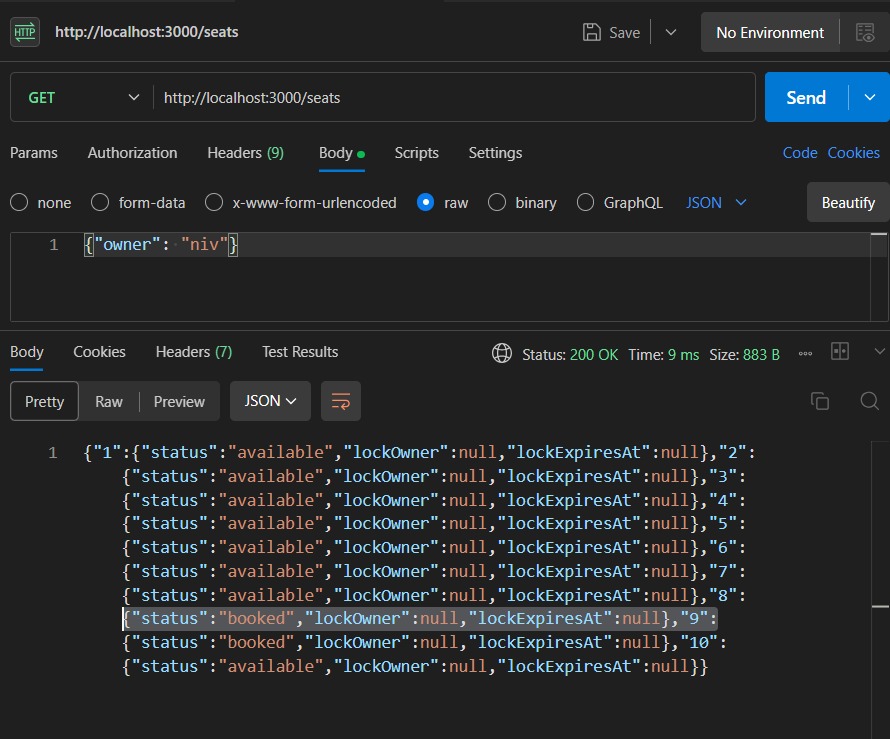 HTTP http://localhost:3000/seats Save No Environment
GET http://localhost:3000/seats Send
Params Authorization Headers (9) Body Scripts Settings Code Cookies
none form-data x-www-form-urlencoded raw binary GraphQL JSON Beautify
1 {"owner": "niv"}
Body Cookies Headers (7) Test Results Status: 200 OK Time: 9 ms Size: 883 B
Pretty Raw Preview JSON
1 {"1":{"status":"available","lockOwner":null,"lockExpiresAt":null},"2":
{"status":"available","lockOwner":null,"lockExpiresAt":null},"3":
{"status":"available","lockOwner":null,"lockExpiresAt":null},"4":
{"status":"available","lockOwner":null,"lockExpiresAt":null},"5":
{"status":"available","lockOwner":null,"lockExpiresAt":null},"6":
{"status":"available","lockOwner":null,"lockExpiresAt":null},"7":
{"status":"available","lockOwner":null,"lockExpiresAt":null},"8":
{"status":"booked","lockOwner":null,"lockExpiresAt":null},"9":
{"status":"booked","lockOwner":null,"lockExpiresAt":null},"10":
{"status":"available","lockOwner":null,"lockExpiresAt":null}}